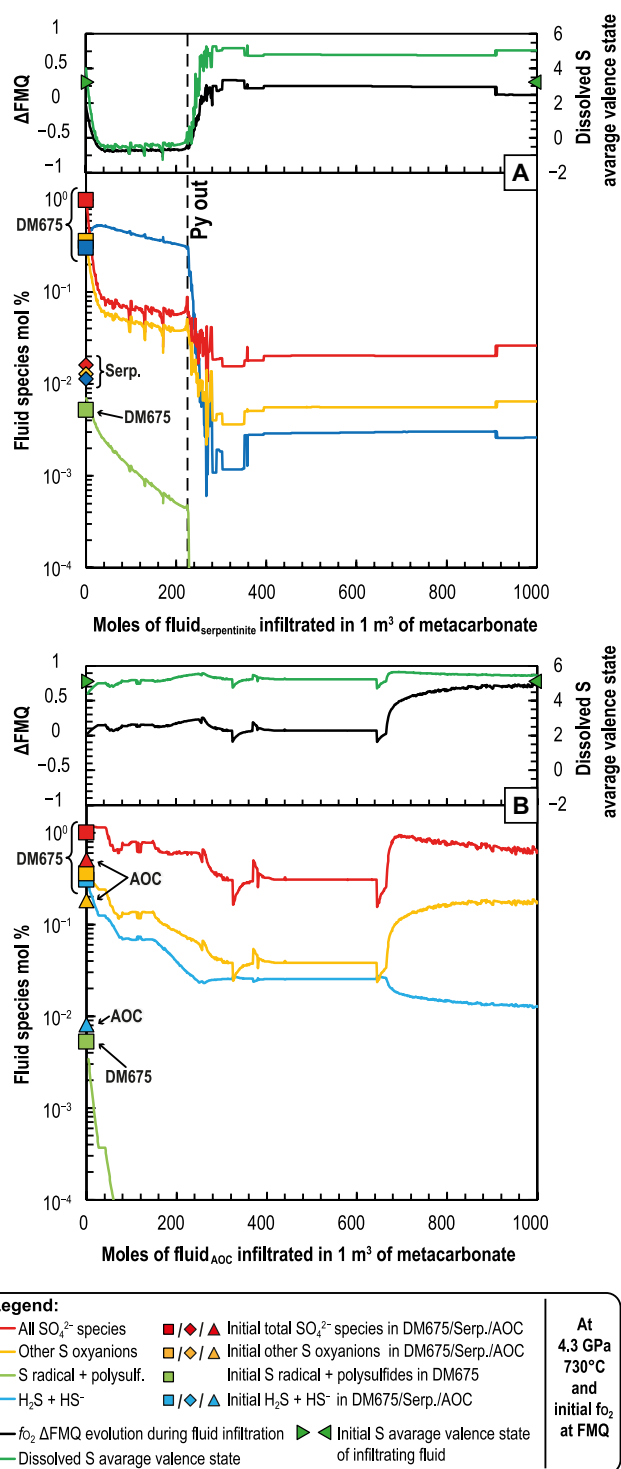 1
0.5
0
−0.5
−1
ΔFMQ
6
4
2
0
−2
Dissolved S
avarage valence state
A
Py out
10⁰
10⁻¹
10⁻²
10⁻³
10⁻⁴
Fluid species mol %
DM675
Serp.
DM675
0 200 400 600 800 1000
Moles of fluid serpentinite infiltrated in 1 m³ of metacarbonate
1
0.5
0
−0.5
−1
ΔFMQ
6
4
2
0
−2
Dissolved S
avarage valence state
B
10⁰
10⁻¹
10⁻²
10⁻³
10⁻⁴
Fluid species mol %
DM675
AOC
AOC
DM675
0 200 400 600 800 1000
Moles of fluid AOC infiltrated in 1 m³ of metacarbonate
Legend:
All SO₄²⁻ species
Other S oxyanions
S radical + polysulf.
H₂S + HS⁻
/ / Initial total SO₄²⁻ species in DM675/Serp./AOC
/ / Initial other S oxyanions in DM675/Serp./AOC
Initial S radical + polysulfides in DM675
/ / Initial H₂S + HS⁻ in DM675/Serp./AOC
fo₂ ΔFMQ evolution during fluid infiltration
Dissolved S avarage valence state
Initial S avarage valence state
of infiltrating fluid
At
4.3 GPa
730°C
and
initial fo₂
at FMQ